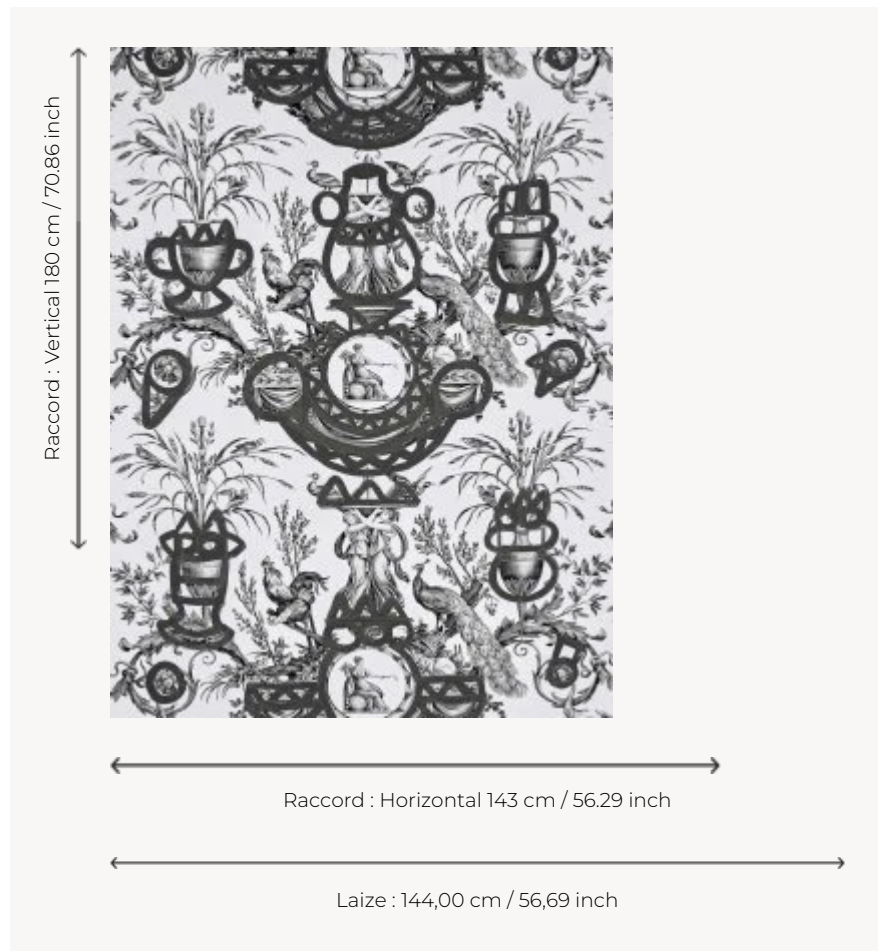 Raccord : Vertical 180 cm / 70.86 inch
Raccord : Horizontal 143 cm / 56.29 inch
Laize : 144,00 cm / 56,69 inch